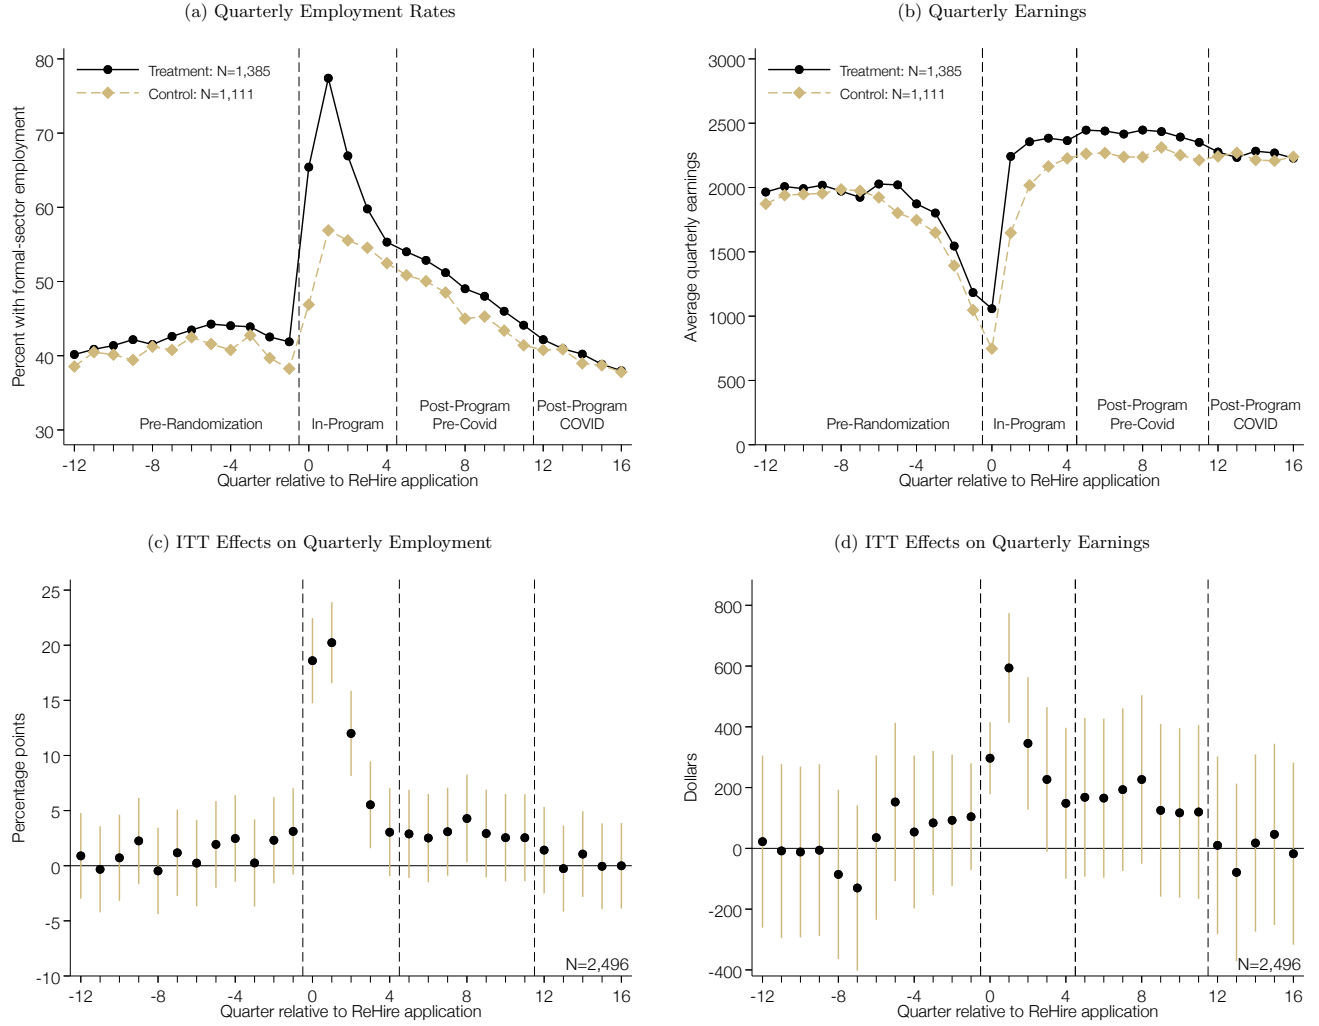 (a) Quarterly Employment Rates
Percent with formal-sector employment
80
70
60
50
40
30
Treatment: N=1,385
Control: N=1,111
Pre-Randomization
In-Program
Post-Program
Pre-Covid
Post-Program
COVID
-12 -8 -4 0 4 8 12 16
Quarter relative to ReHire application
(b) Quarterly Earnings
Average quarterly earnings
3000
2500
2000
1500
1000
500
0
Treatment: N=1,385
Control: N=1,111
Pre-Randomization
In-Program
Post-Program
Pre-Covid
Post-Program
COVID
-12 -8 -4 0 4 8 12 16
Quarter relative to ReHire application
(c) ITT Effects on Quarterly Employment
Percentage points
25
20
15
10
5
0
-5
-10
N=2,496
-12 -8 -4 0 4 8 12 16
Quarter relative to ReHire application
(d) ITT Effects on Quarterly Earnings
Dollars
800
600
400
200
0
-200
-400
N=2,496
-12 -8 -4 0 4 8 12 16
Quarter relative to ReHire application